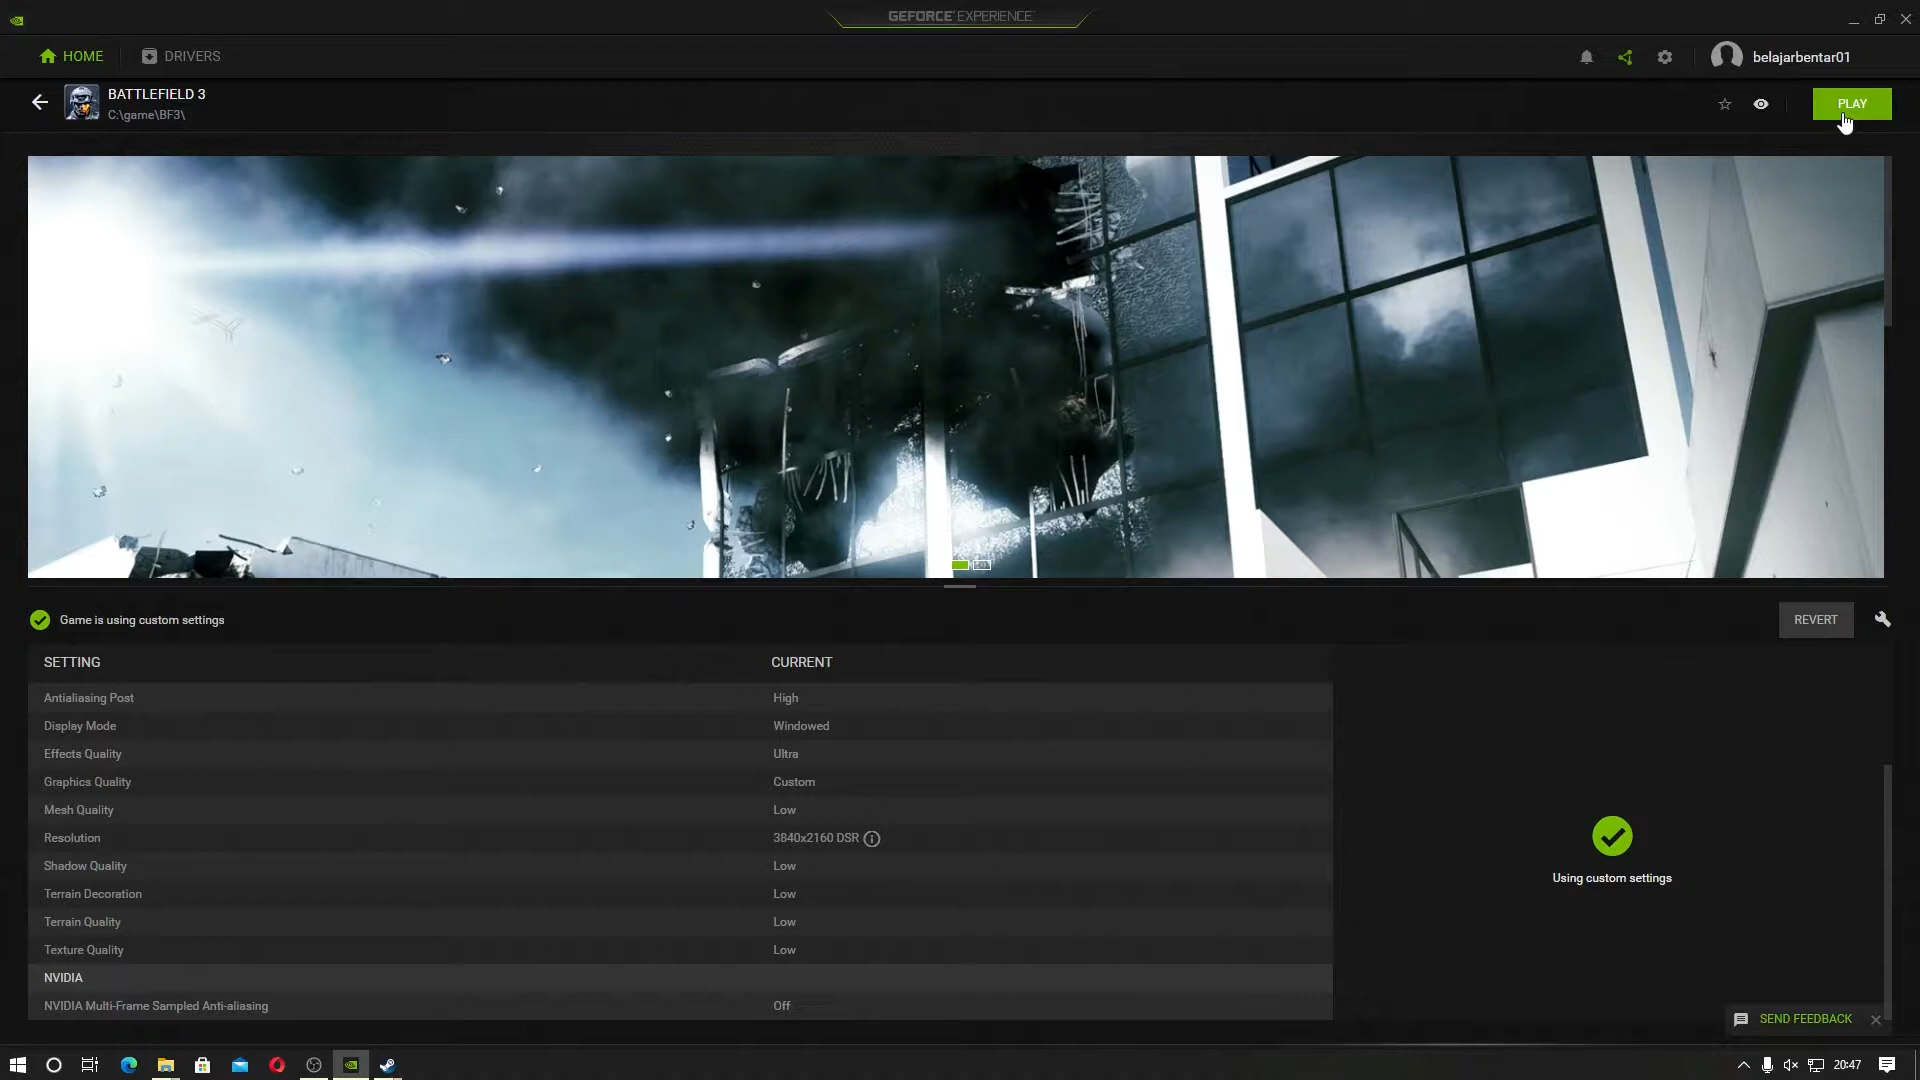 GEFORCE EXPERIENCE
HOME
DRIVERS
belajarbentar01
BATTLEFIELD 3
C:\game\BF3\
PLAY
Game is using custom settings
REVERT
SETTING CURRENT
Antialiasing Post High
Display Mode Windowed
Effects Quality Ultra
Graphics Quality Custom
Mesh Quality Low
Resolution 3840x2160 DSR
Shadow Quality Low
Terrain Decoration Low
Terrain Quality Low
Texture Quality Low
NVIDIA
NVIDIA Multi-Frame Sampled Anti-aliasing Off
Using custom settings
SEND FEEDBACK
20:47